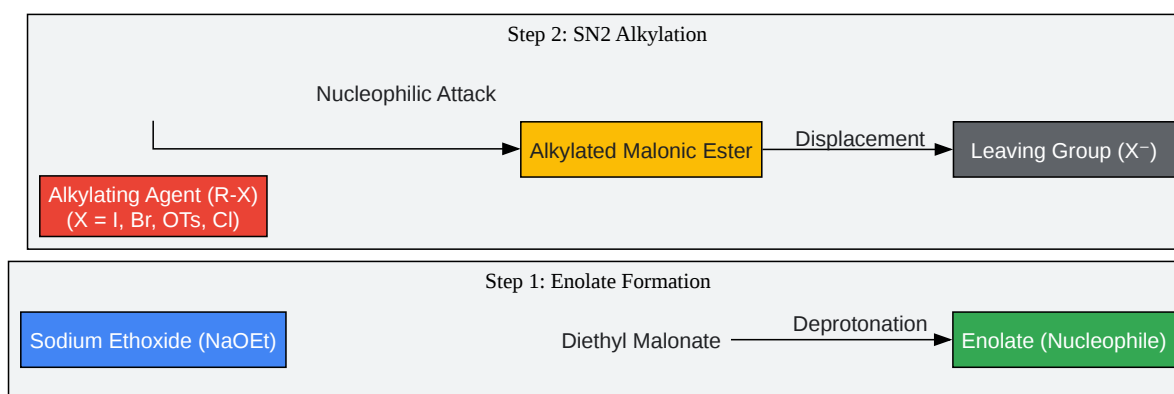 Step 2: SN2 Alkylation
Nucleophilic Attack
Alkylated Malonic Ester
Displacement
Leaving Group (X⁻)
Alkylating Agent (R-X)
(X = I, Br, OTs, Cl)
Step 1: Enolate Formation
Sodium Ethoxide (NaOEt)
Diethyl Malonate
Deprotonation
Enolate (Nucleophile)